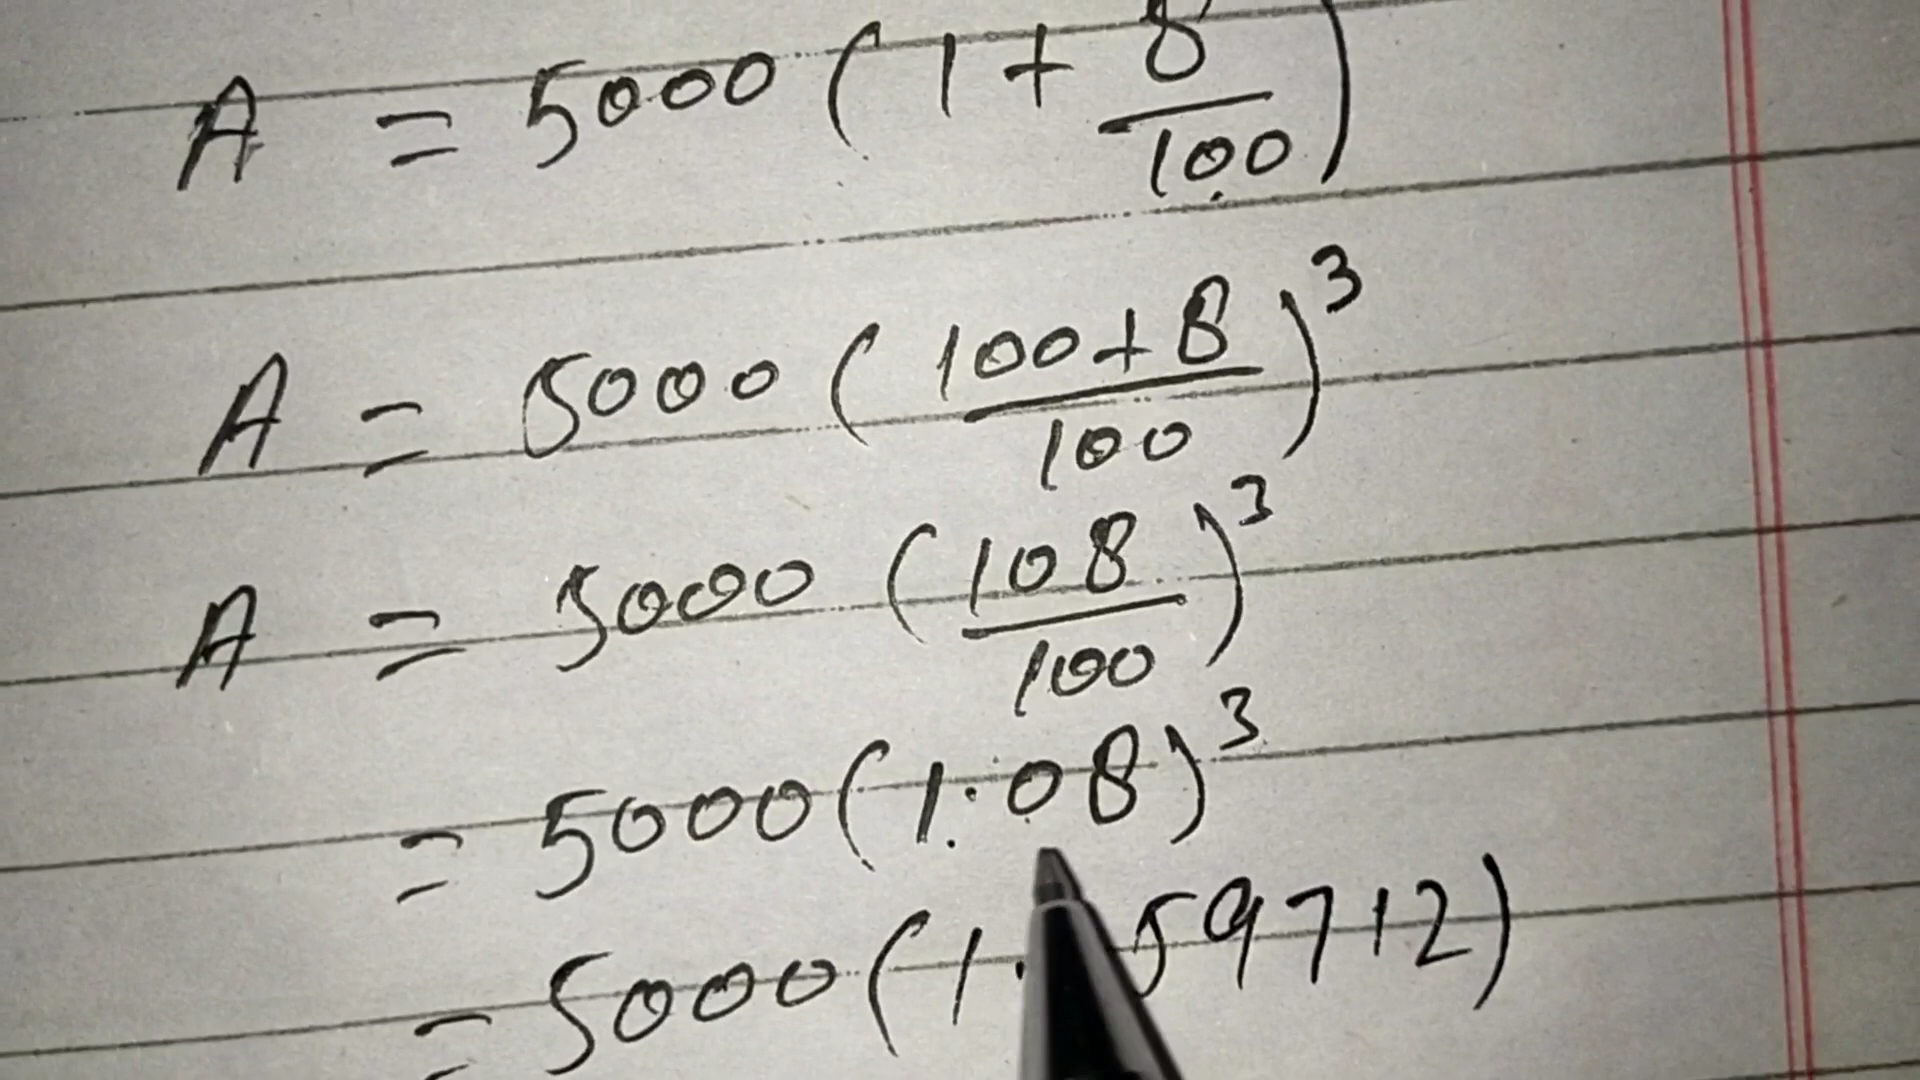 A = 5000 ( 1 + 8/100 )
A = 5000 ( 100+8/100 )³
A = 5000 ( 108/100 )³
= 5000 ( 1.08 )³
= 5000 ( 1. 59712 )